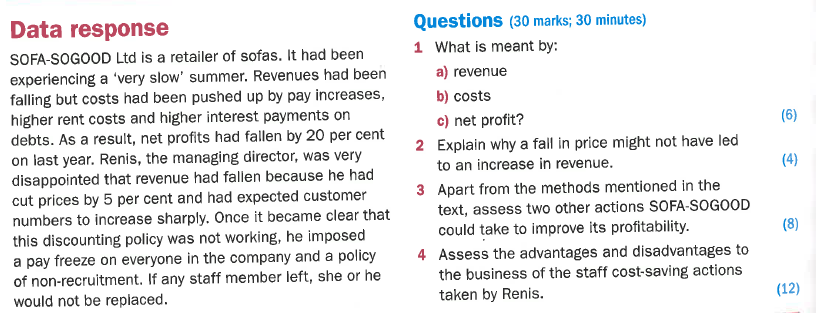 Data response
SOFA-SOGOOD Ltd is a retailer of sofas. It had been
experiencing a 'very slow' summer. Revenues had been
falling but costs had been pushed up by pay increases,
higher rent costs and higher interest payments on
debts. As a result, net profits had fallen by 20 per cent
on last year. Renis, the managing director, was very
disappointed that revenue had fallen because he had
cut prices by 5 per cent and had expected customer
numbers to increase sharply. Once it became clear that
this discounting policy was not working, he imposed
a pay freeze on everyone in the company and a policy
of non-recruitment. If any staff member left, she or he
would not be replaced.
Questions (30 marks; 30 minutes)
1 What is meant by:
a) revenue
b) costs
c) net profit? (6)
2 Explain why a fall in price might not have led
to an increase in revenue. (4)
3 Apart from the methods mentioned in the
text, assess two other actions SOFA-SOGOOD
could take to improve its profitability. (8)
4 Assess the advantages and disadvantages to
the business of the staff cost-saving actions
taken by Renis. (12)